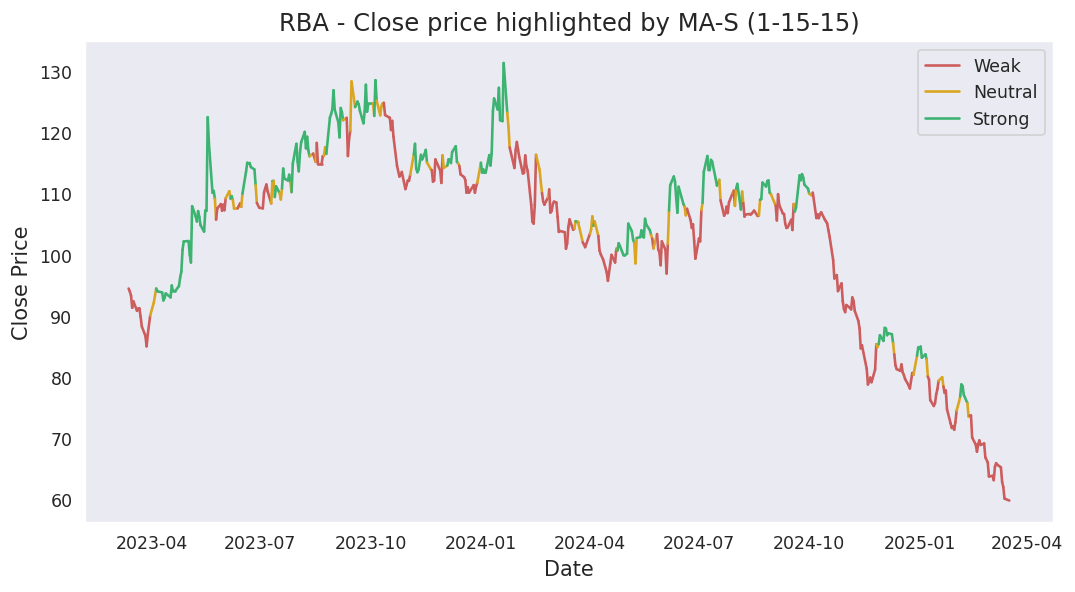 RBA - Close price highlighted by MA-S (1-15-15)
Weak
Neutral
Strong
Close Price
130
120
110
100
90
80
70
60
2023-04 2023-07 2023-10 2024-01 2024-04 2024-07 2024-10 2025-01 2025-04
Date